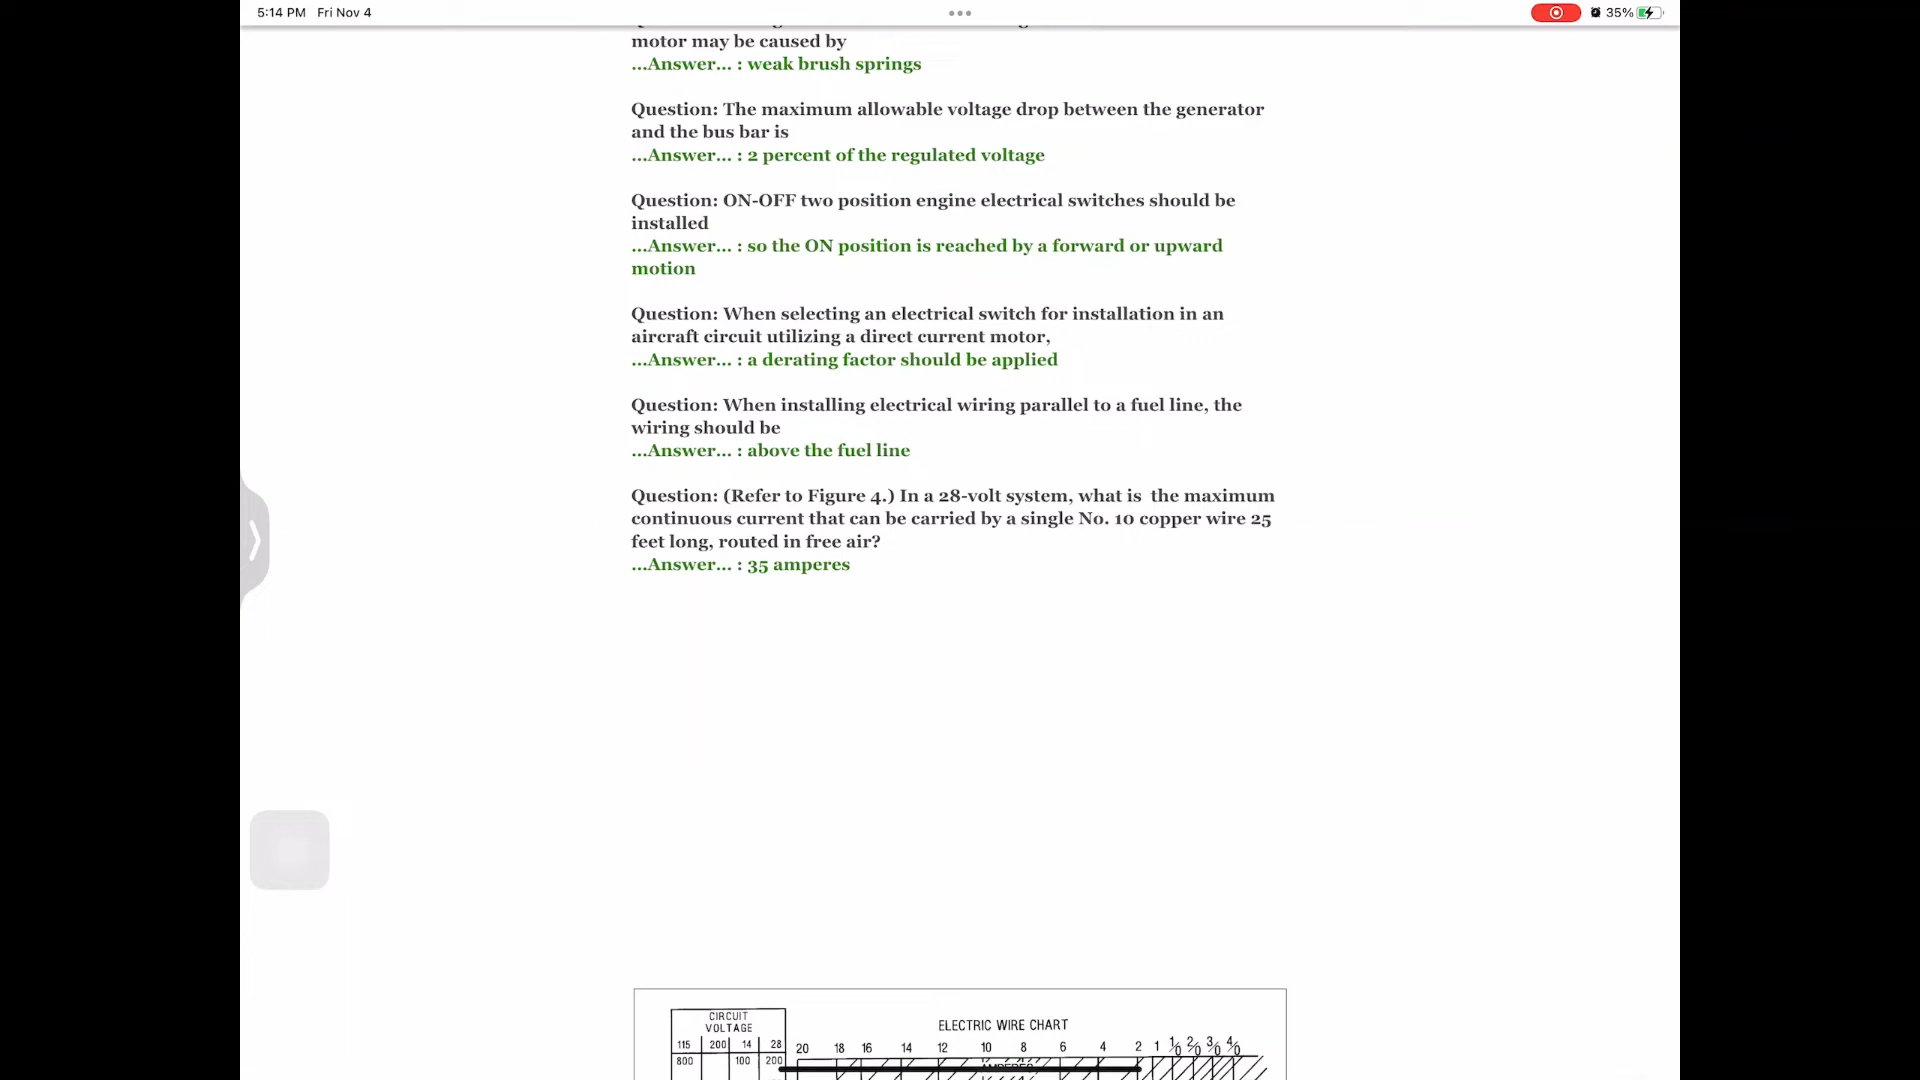 5:14 PM Fri Nov 4
35%
motor may be caused by
...Answer... : weak brush springs
Question: The maximum allowable voltage drop between the generator
and the bus bar is
...Answer... : 2 percent of the regulated voltage
Question: ON-OFF two position engine electrical switches should be
installed
...Answer... : so the ON position is reached by a forward or upward
motion
Question: When selecting an electrical switch for installation in an
aircraft circuit utilizing a direct current motor,
...Answer... : a derating factor should be applied
Question: When installing electrical wiring parallel to a fuel line, the
wiring should be
...Answer... : above the fuel line
Question: (Refer to Figure 4.) In a 28-volt system, what is the maximum
continuous current that can be carried by a single No. 10 copper wire 25
feet long, routed in free air?
...Answer... : 35 amperes
CIRCUIT
VOLTAGE
ELECTRIC WIRE CHART
115 200 14 28 20 18 16 14 12 10 8 6 4 2 1 1/0 2/0 3/0 4/0
800 100 200